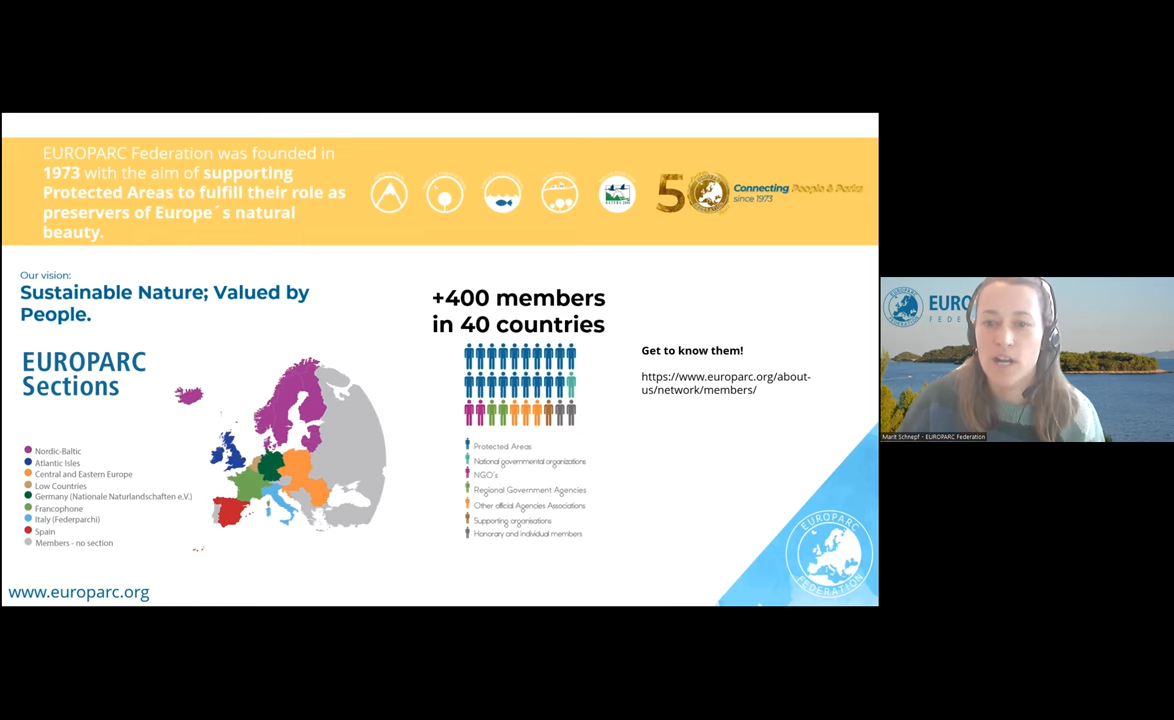 EUROPARC Federation was founded in
1973 with the aim of supporting
Protected Areas to fulfill their role as
preservers of Europe´s natural
beauty.
50
Connecting People & Parks
since 1973
Our vision:
Sustainable Nature; Valued by
People.
EUROPARC
Sections
Nordic-Baltic
Atlantic Isles
Central and Eastern Europe
Low Countries
Germany (Nationale Naturlandschaften e.V.)
Francophone
Italy (Federparchi)
Spain
Members - no section
www.europarc.org
+400 members
in 40 countries
Protected Areas
National governmental organizations
NGO's
Regional Government Agencies
Other official Agencies Associations
Supporting organisations
Honorary and individual members
Get to know them!
https://www.europarc.org/about-
us/network/members/
EUROPARC
FEDERATION
EURO
FEDE
Marit Schnepf - EUROPARC Federation